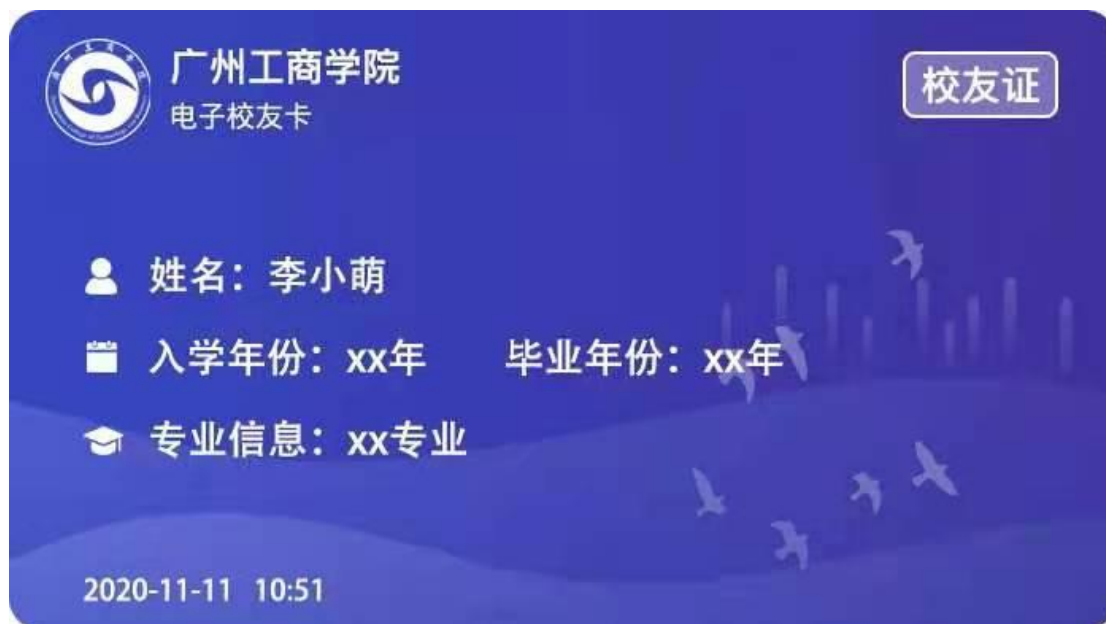 广州工商学院
电子校友卡
校友证
姓名：李小萌
入学年份：xx年 毕业年份：xx年
专业信息：xx专业
2020-11-11 10:51